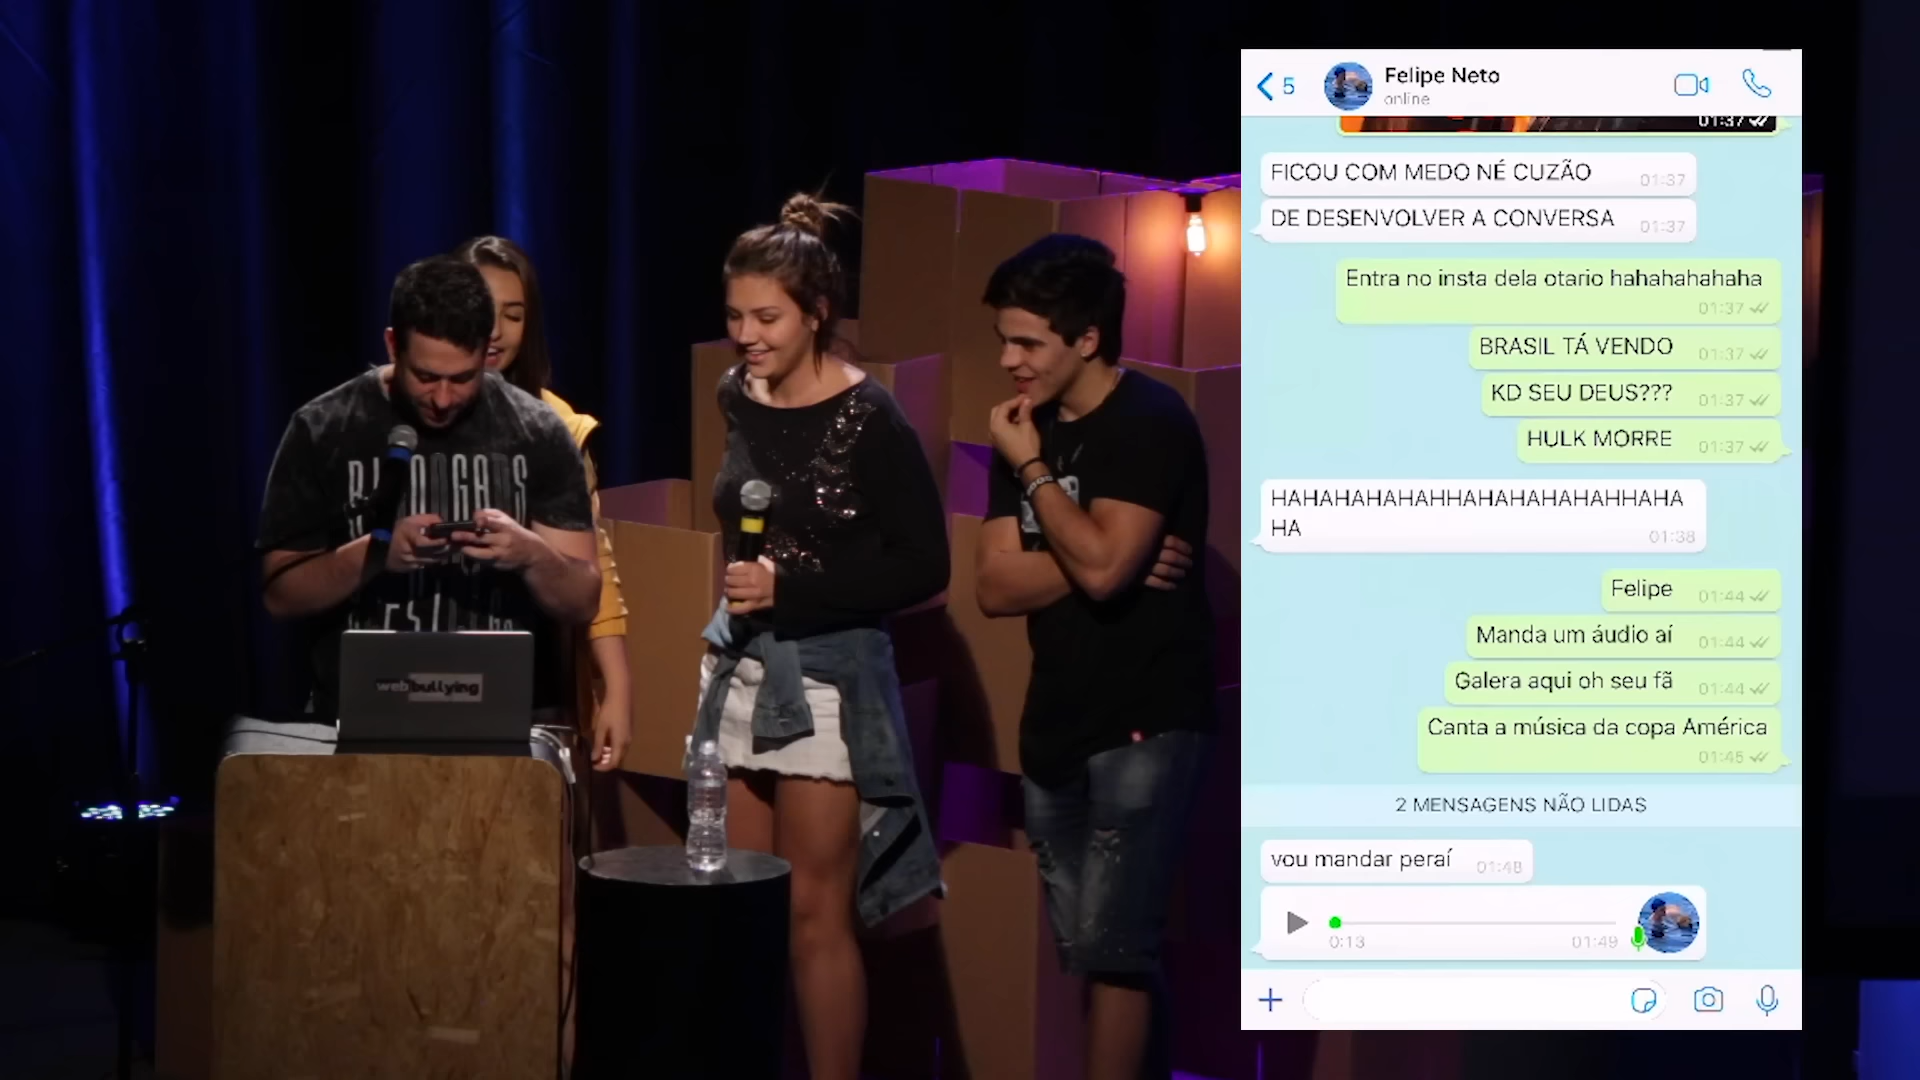 5
Felipe Neto
online
01:37
FICOU COM MEDO NÉ CUZÃO
01:37
DE DESENVOLVER A CONVERSA
01:37
Entra no insta dela otario hahahahahaha
01:37
BRASIL TÁ VENDO
01:37
KD SEU DEUS???
01:37
HULK MORRE
01:37
HAHAHAHAHAHHAHAHAHAHAHHAHA
HA
01:38
Felipe
01:44
Manda um áudio aí
01:44
Galera aqui oh seu fã
01:44
Canta a música da copa América
01:45
2 MENSAGENS NÃO LIDAS
vou mandar peraí
01:48
0:13
01:49
webbullying